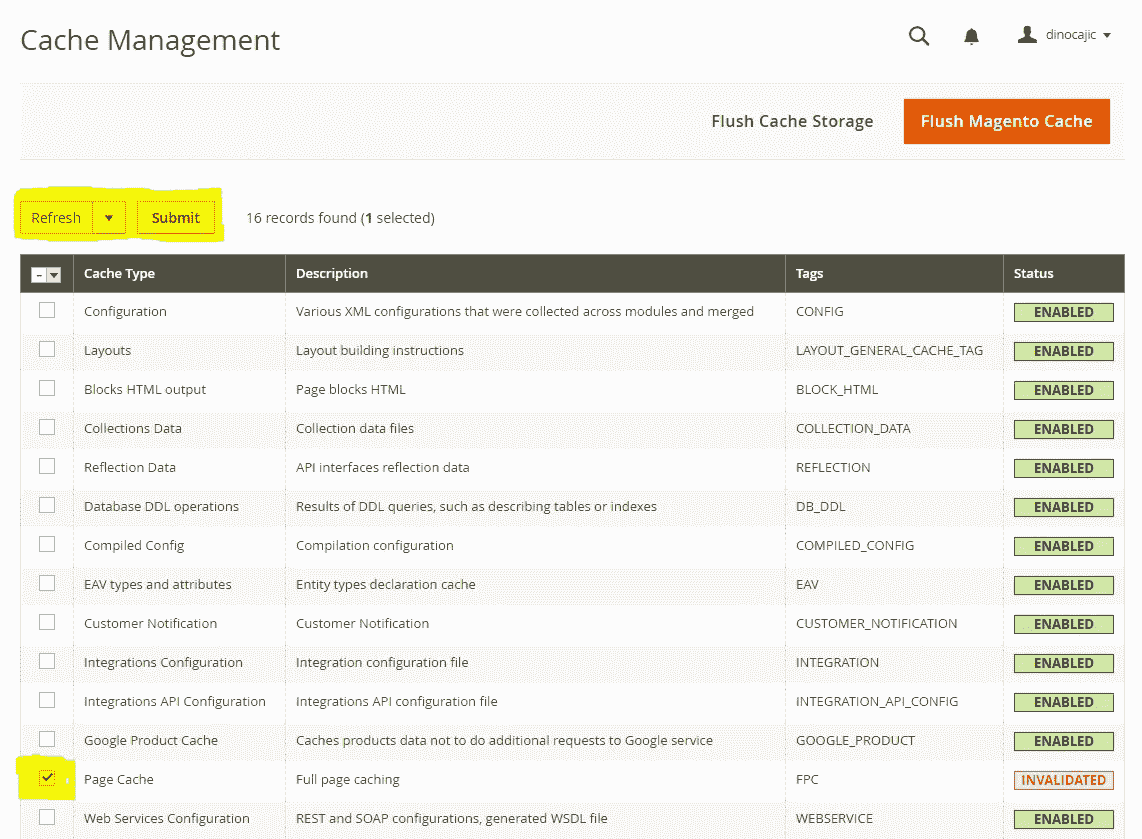 Cache Management
dinocajic
Flush Cache Storage
Flush Magento Cache
Refresh Submit 16 records found (1 selected)
Cache Type Description Tags Status
Configuration Various XML configurations that were collected across modules and merged CONFIG ENABLED
Layouts Layout building instructions LAYOUT_GENERAL_CACHE_TAG ENABLED
Blocks HTML output Page blocks HTML BLOCK_HTML ENABLED
Collections Data Collection data files COLLECTION_DATA ENABLED
Reflection Data API interfaces reflection data REFLECTION ENABLED
Database DDL operations Results of DDL queries, such as describing tables or indexes DB_DDL ENABLED
Compiled Config Compilation configuration COMPILED_CONFIG ENABLED
EAV types and attributes Entity types declaration cache EAV ENABLED
Customer Notification Customer Notification CUSTOMER_NOTIFICATION ENABLED
Integrations Configuration Integration configuration file INTEGRATION ENABLED
Integrations API Configuration Integrations API configuration file INTEGRATION_API_CONFIG ENABLED
Google Product Cache Caches products data not to do additional requests to Google service GOOGLE_PRODUCT ENABLED
Page Cache Full page caching FPC INVALIDATED
Web Services Configuration REST and SOAP configurations, generated WSDL file WEBSERVICE ENABLED